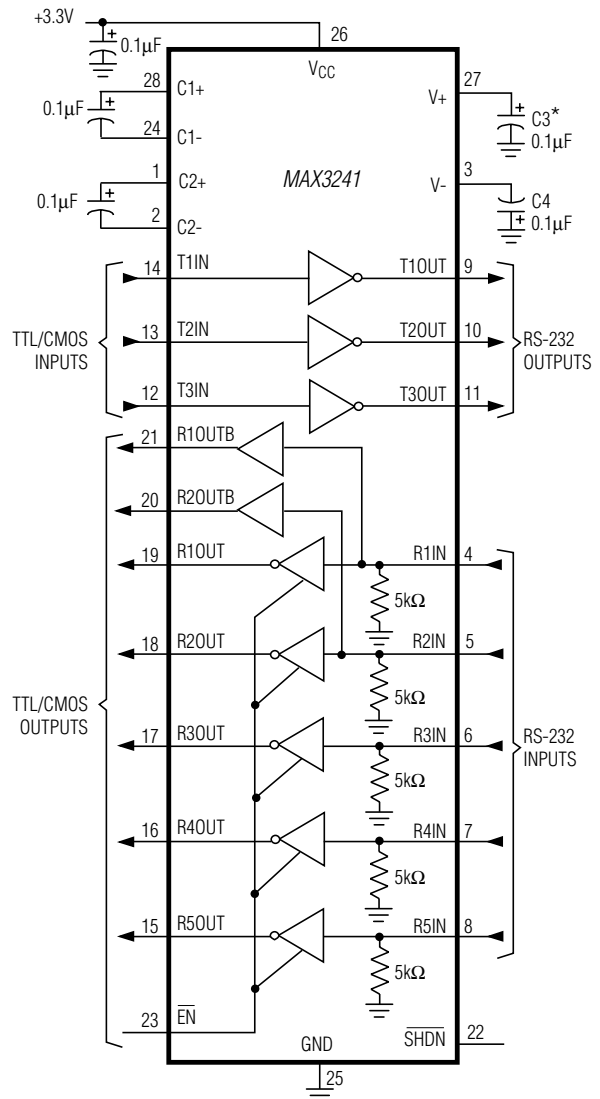 +3.3V
26
0.1µF
VCC
28
C1+
27
V+
0.1µF
C3*
0.1µF
24
C1-
1
C2+
MAX3241
3
V-
0.1µF
C4
0.1µF
2
C2-
14
T1IN
T1OUT
9
TTL/CMOS
INPUTS
13
T2IN
T2OUT
10
RS-232
OUTPUTS
12
T3IN
T3OUT
11
21
R1OUTB
20
R2OUTB
19
R1OUT
R1IN
4
5kΩ
18
R2OUT
R2IN
5
5kΩ
TTL/CMOS
OUTPUTS
17
R3OUT
R3IN
6
RS-232
INPUTS
5kΩ
16
R4OUT
R4IN
7
5kΩ
15
R5OUT
R5IN
8
5kΩ
23
EN
GND
SHDN
22
25